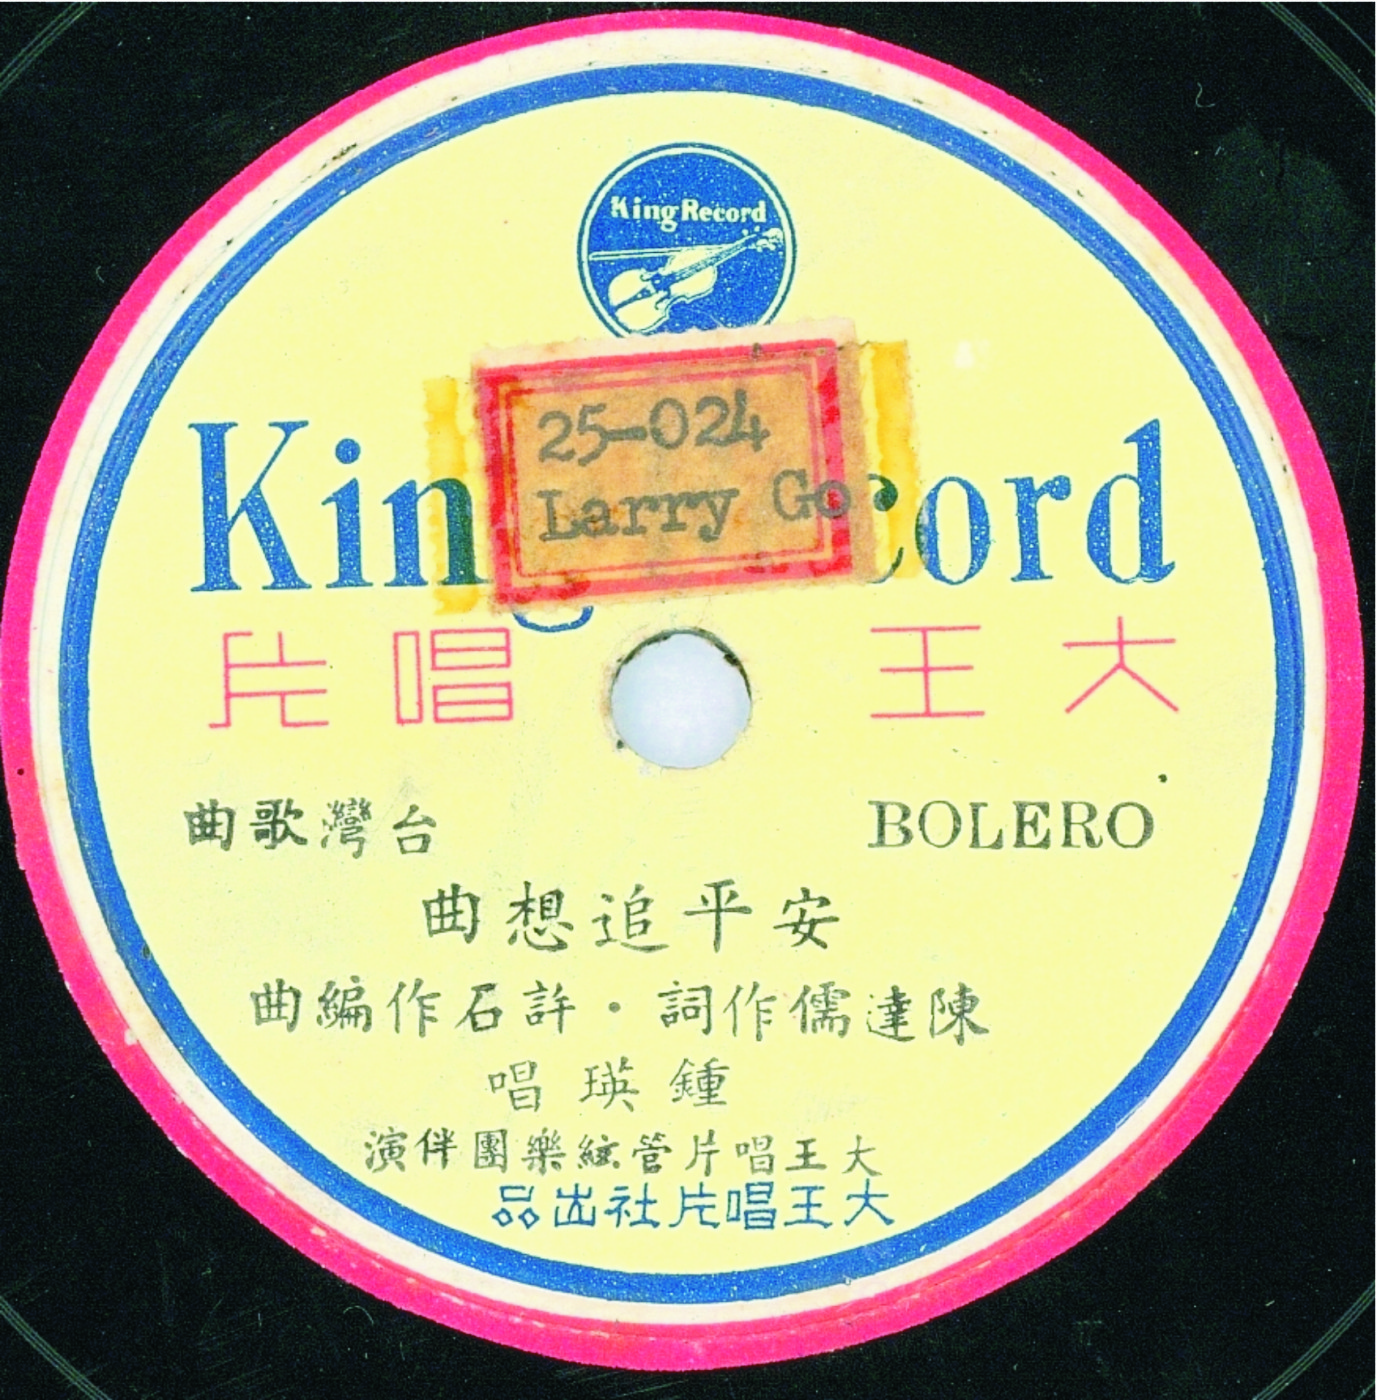 King Record
25-024
Larry Go
King Record
大王唱片
BOLERO
台灣歌曲
安平追想曲
陳達儒作詞・許石作編曲
鍾瑛唱
大王唱片管絃樂團伴演
大王唱片社出品